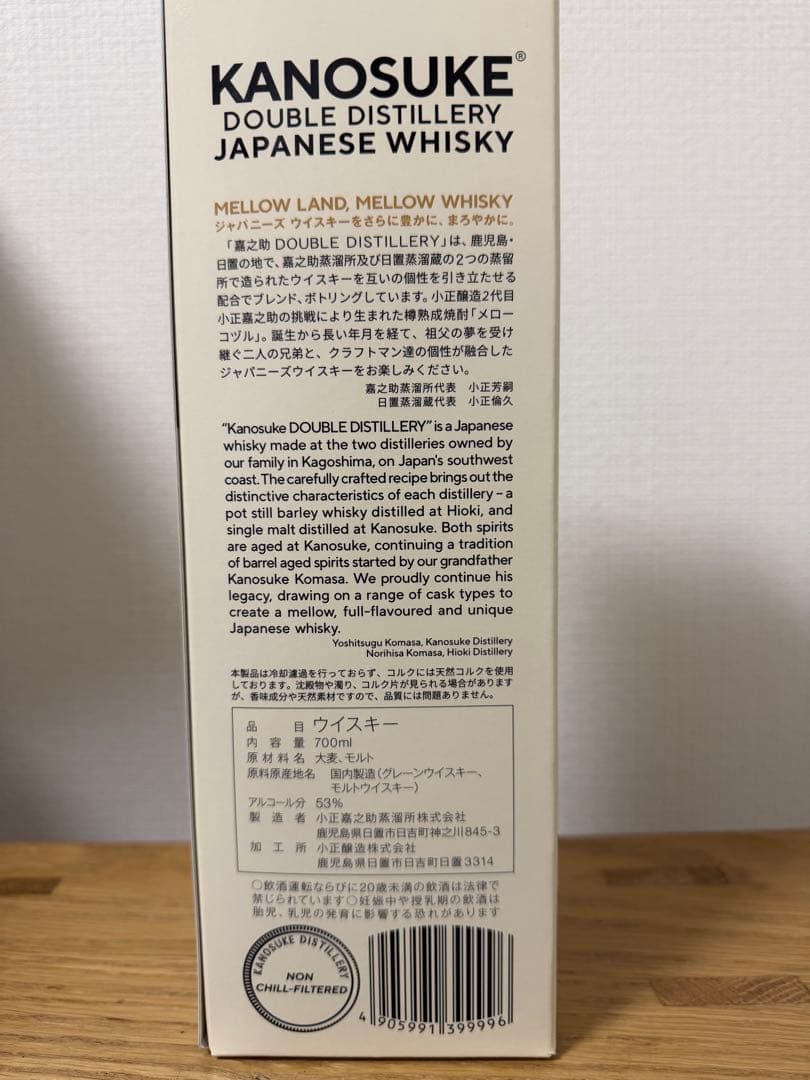 KANOSUKE®
DOUBLE DISTILLERY
JAPANESE WHISKY
MELLOW LAND, MELLOW WHISKY
ジャパニーズ ウイスキーをさらに豊かに、まろやかに。
「嘉之助 DOUBLE DISTILLERY」は、鹿児島・
日置の地で、嘉之助蒸溜所及び日置蒸溜蔵の2つの蒸留
所で造られたウイスキーを互いの個性を引き立たせる
配合でブレンド、ボトリングしています。小正醸造2代目
小正嘉之助の挑戦により生まれた樽熟成焼酎「メロー
コヅル」。誕生から長い年月を経て、祖父の夢を受け
継ぐ二人の兄弟と、クラフトマン達の個性が融合した
ジャパニーズウイスキーをお楽しみください。
嘉之助蒸溜所代表 小正芳嗣
日置蒸溜蔵代表 小正倫久
“Kanosuke DOUBLE DISTILLERY” is a Japanese
whisky made at the two distilleries owned by
our family in Kagoshima, on Japan's southwest
coast. The carefully crafted recipe brings out the
distinctive characteristics of each distillery – a
pot still barley whisky distilled at Hioki, and
single malt distilled at Kanosuke. Both spirits
are aged at Kanosuke, continuing a tradition
of barrel aged spirits started by our grandfather
Kanosuke Komasa. We proudly continue his
legacy, drawing on a range of cask types to
create a mellow, full-flavoured and unique
Japanese whisky.
Yoshitsugu Komasa, Kanosuke Distillery
Norihisa Komasa, Hioki Distillery
本製品は冷却濾過を行っておらず、コルクには天然コルクを使用
しております。沈殿物や濁り、コルク片が見られる場合があります
が、香味成分や天然素材ですので、品質には問題ありません。
品目 ウイスキー
内容量 700ml
原材料名 大麦、モルト
原料原産地名 国内製造(グレーンウイスキー、
モルトウイスキー)
アルコール分 53%
製造者 小正嘉之助蒸溜所株式会社
鹿児島県日置市日吉町神之川845-3
加工所 小正醸造株式会社
鹿児島県日置市日吉町日置3314
○飲酒運転ならびに20歳未満の飲酒は法律で
禁じられています○妊娠中や授乳期の飲酒は
胎児、乳児の発育に影響する恐れがあります
KANOSUKE DISTILLERY
NON
CHILL-FILTERED
4 905991 399996